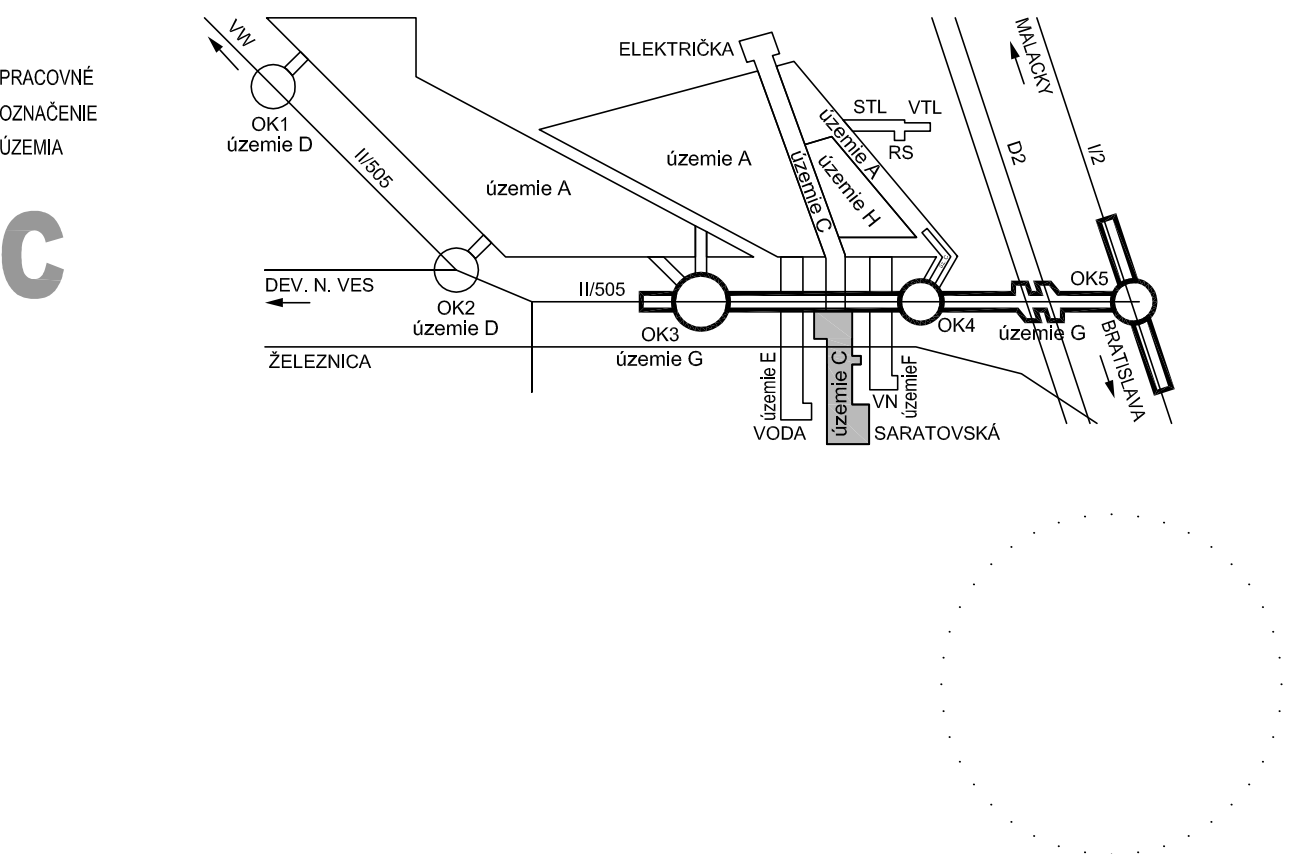 PRACOVNÉ
OZNAČENIE
ÚZEMIA
C
VW
OK1
územie D
II/505
územie A
OK2
územie D
DEV. N. VES
ŽELEZNICA
ELEKTRIČKA
územie A
územie C
územie A
územie H
STL VTL
RS
II/505
OK3
územie G
OK4
územie G
OK5
D2
I/2
MALACKY
BRATISLAVA
územie E
VODA
územie C
SARATOVSKÁ
VN
územieF